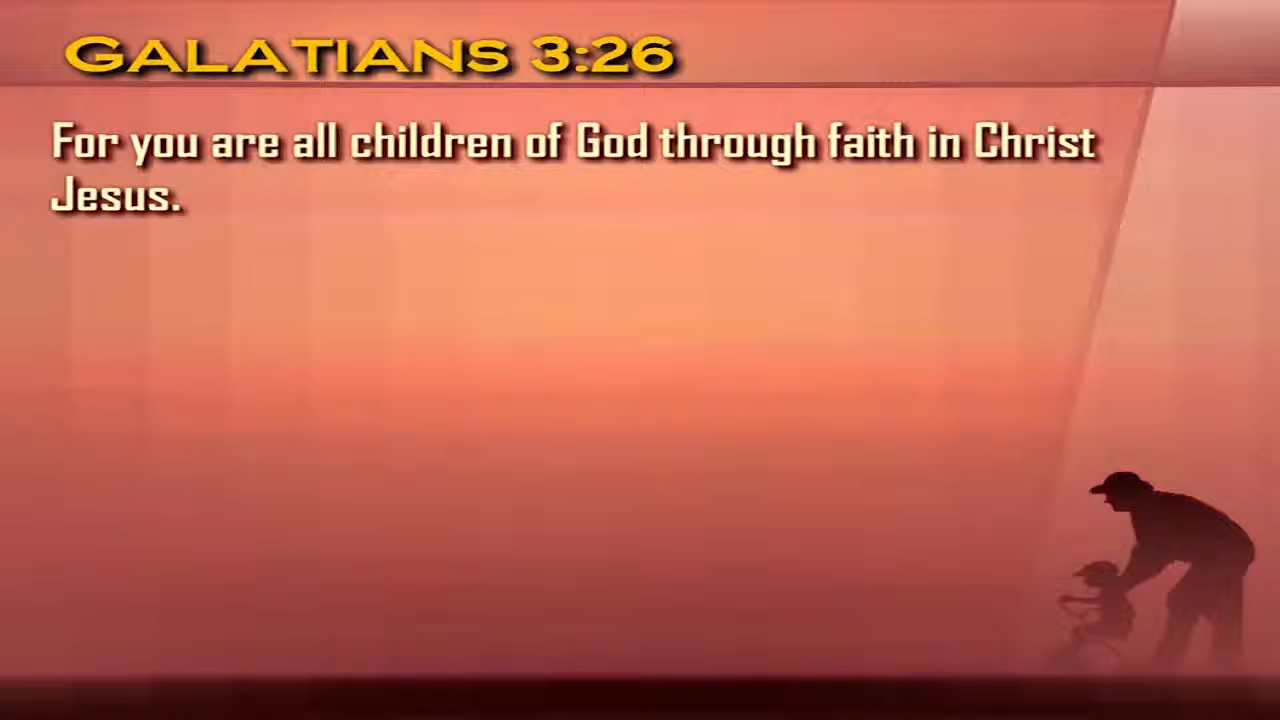 GALATIANS 3:26
For you are all children of God through faith in Christ
Jesus.